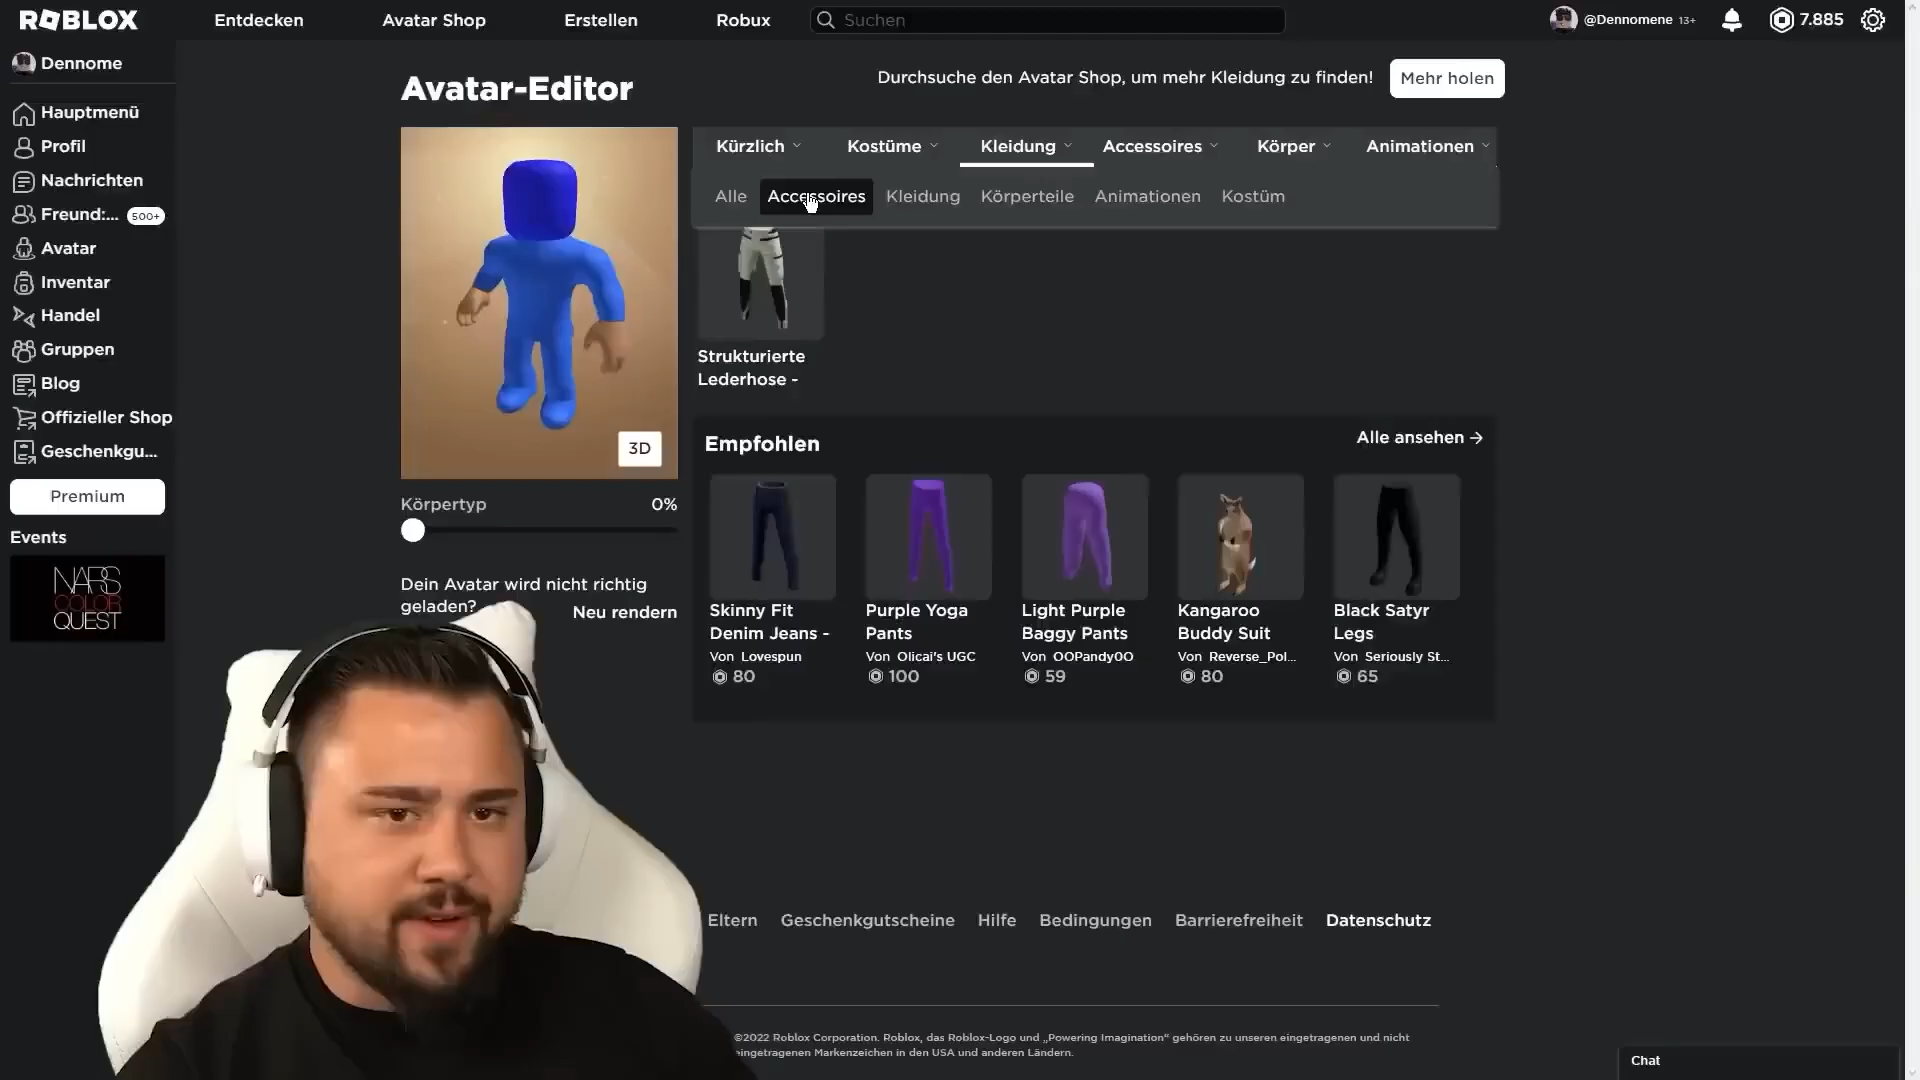 ROBLOX
Entdecken
Avatar Shop
Erstellen
Robux
Suchen
@Dennomene 13+
7.885
Dennome
Hauptmenü
Profil
Nachrichten
Freund:... 500+
Avatar
Inventar
Handel
Gruppen
Blog
Offizieller Shop
Geschenkgu...
Premium
Events
NARS
COLOR
QUEST
Avatar-Editor
Durchsuche den Avatar Shop, um mehr Kleidung zu finden!
Mehr holen
3D
Körpertyp
0%
Dein Avatar wird nicht richtig
geladen?
Neu rendern
Kürzlich
Kostüme
Kleidung
Accessoires
Körper
Animationen
Alle
Accessoires
Kleidung
Körperteile
Animationen
Kostüm
Strukturierte
Lederhose -
Empfohlen
Alle ansehen
Skinny Fit
Denim Jeans -
Von Lovespun
80
Purple Yoga
Pants
Von Olicai's UGC
100
Light Purple
Baggy Pants
Von OOPandy0O
59
Kangaroo
Buddy Suit
Von Reverse_Pol...
80
Black Satyr
Legs
Von Seriously St...
65
Eltern
Geschenkgutscheine
Hilfe
Bedingungen
Barrierefreiheit
Datenschutz
©2022 Roblox Corporation. Roblox, das Roblox-Logo und „Powering Imagination“ gehören zu unseren eingetragenen und nicht
eingetragenen Markenzeichen in den USA und anderen Ländern.
Chat